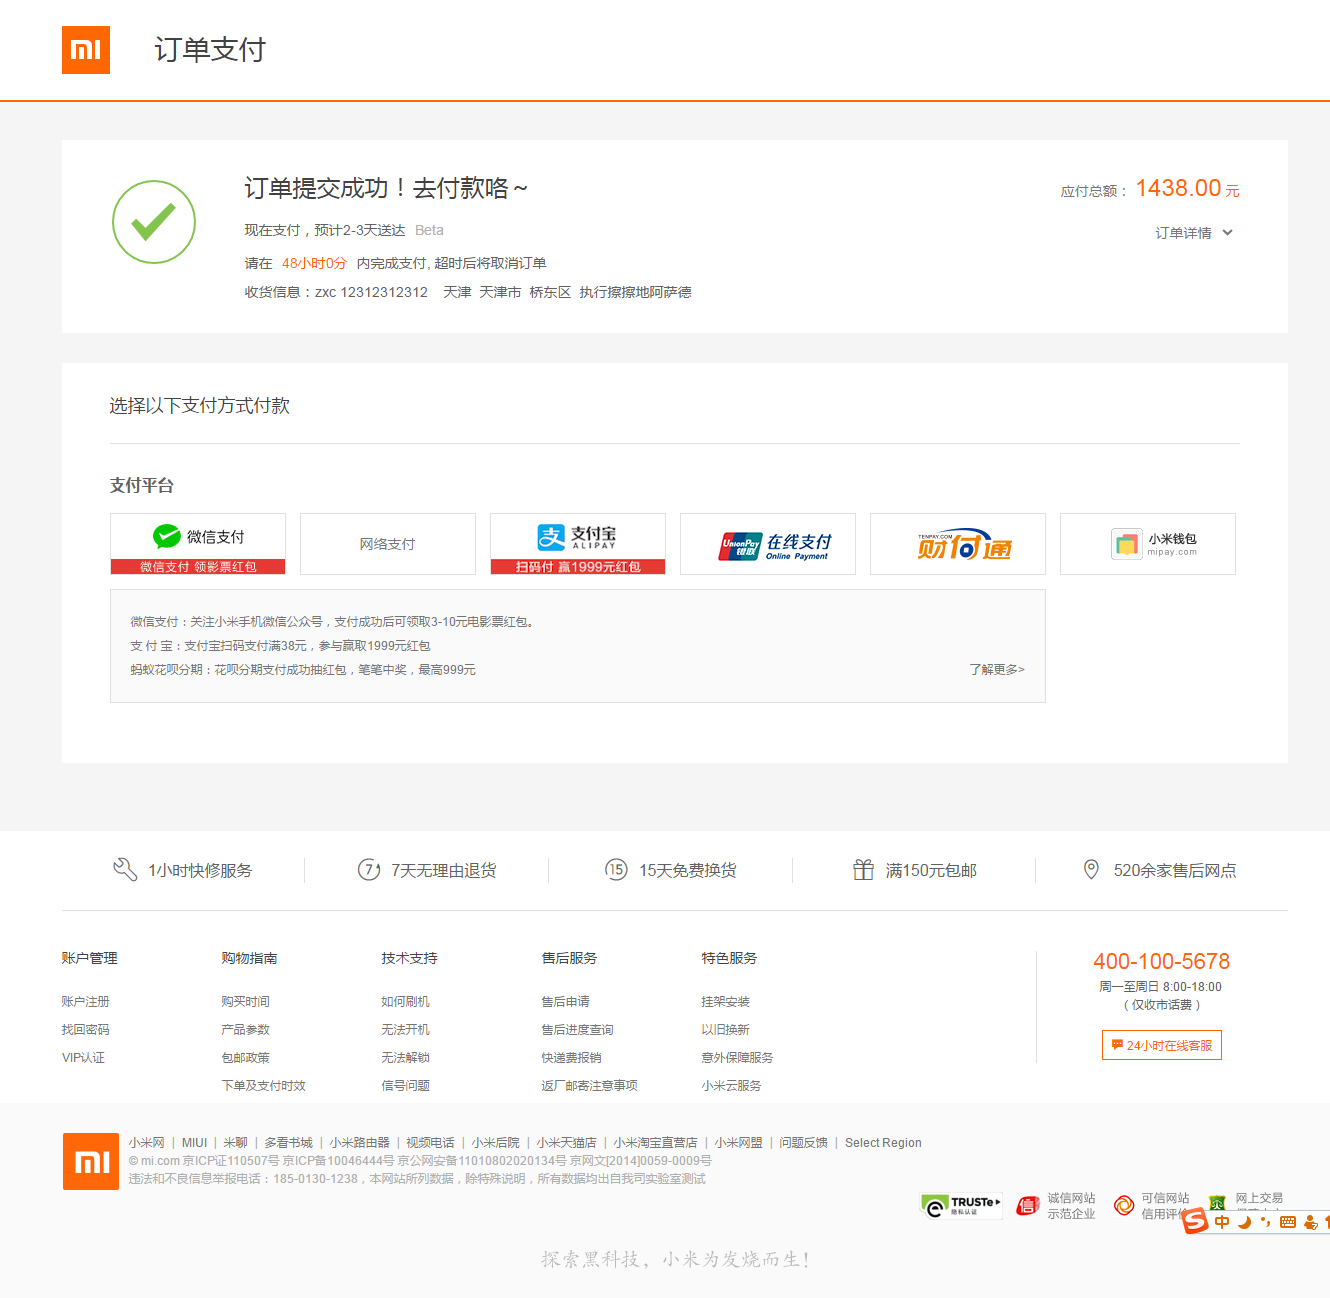 mi 订单支付
订单提交成功！去付款咯～
应付总额： 1438.00 元
现在支付，预计2-3天送达 Beta
订单详情
请在 48小时0分 内完成支付, 超时后将取消订单
收货信息：zxc 12312312312 天津 天津市 桥东区 执行擦擦地阿萨德
选择以下支付方式付款
支付平台
微信支付
微信支付 领影票红包
网络支付
支付宝
ALIPAY
扫码付 赢1999元红包
UnionPay 银联 在线支付
Online Payment
TENPAY.COM
财付通
小米钱包
mipay.com
微信支付：关注小米手机微信公众号，支付成功后可领取3-10元电影票红包。
支 付 宝：支付宝扫码支付满38元，参与赢取1999元红包
蚂蚁花呗分期：花呗分期支付成功抽红包，笔笔中奖，最高999元 了解更多>
1小时快修服务
7 7天无理由退货
15 15天免费换货
满150元包邮
520余家售后网点
账户管理
账户注册
找回密码
VIP认证
购物指南
购买时间
产品参数
包邮政策
下单及支付时效
技术支持
如何刷机
无法开机
无法解锁
信号问题
售后服务
售后申请
售后进度查询
快递费报销
返厂邮寄注意事项
特色服务
挂架安装
以旧换新
意外保障服务
小米云服务
400-100-5678
周一至周日 8:00-18:00
（ 仅收市话费 ）
24小时在线客服
mi
小米网 | MIUI | 米聊 | 多看书城 | 小米路由器 | 视频电话 | 小米后院 | 小米天猫店 | 小米淘宝直营店 | 小米网盟 | 问题反馈 | Select Region
© mi.com 京ICP证110507号 京ICP备10046444号 京公网安备11010802020134号 京网文[2014]0059-0009号
违法和不良信息举报电话：185-0130-1238，本网站所列数据，除特殊说明，所有数据均出自我司实验室测试
TRUSTe
隐私认证
信 诚信网站
示范企业
可信网站
信用评
网上交易
S 中
探索黑科技，小米为发烧而生！